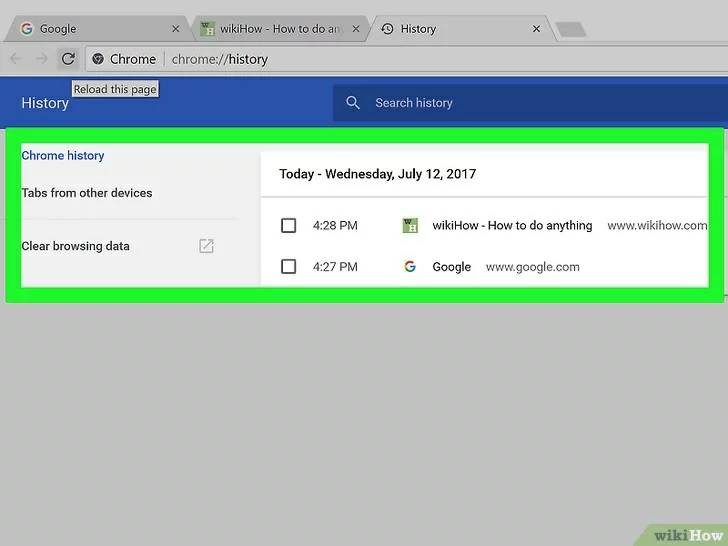 Google
wikiHow - How to do an
History
Chrome
chrome://history
Reload this page
History
Search history
Chrome history
Tabs from other devices
Clear browsing data
Today - Wednesday, July 12, 2017
4:28 PM wikiHow - How to do anything www.wikihow.com
4:27 PM Google www.google.com
wikiHow